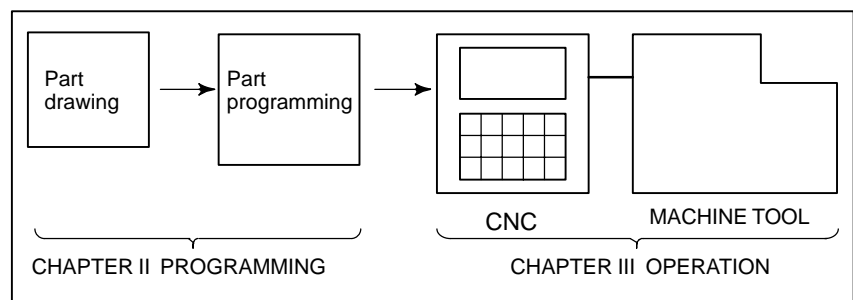 Part
drawing
Part
programming
CNC
MACHINE TOOL
CHAPTER II PROGRAMMING
CHAPTER III OPERATION